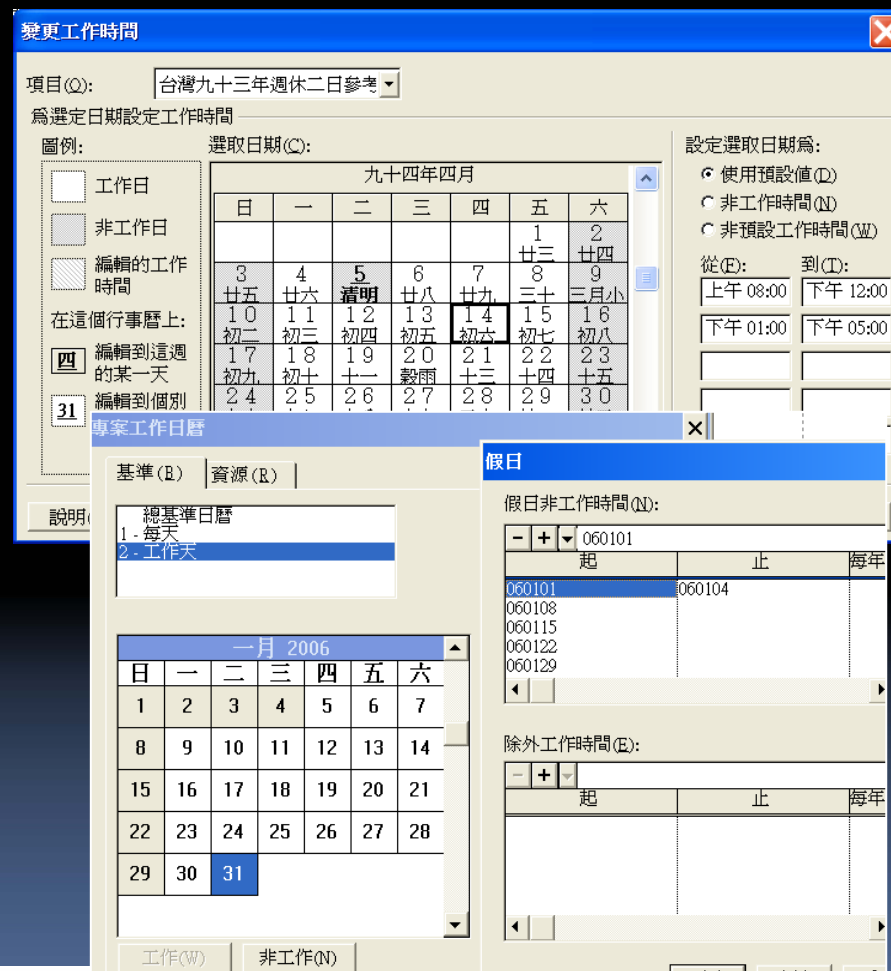 變更工作時間
項目(O): 台灣九十三年週休二日參考
為選定日期設定工作時間
圖例:
工作日
非工作日
編輯的工作
時間
在這個行事曆上:
四 編輯到這週
的某一天
31 編輯到個別
說明
選取日期(C):
九十四年四月
日 一 二 三 四 五 六
1 2
廿三 廿四
3 4 5 6 7 8 9
廿五 廿六 清明 廿八 廿九 三十 三月小
10 11 12 13 14 15 16
初二 初三 初四 初五 初六 初七 初八
17 18 19 20 21 22 23
初九 初十 十一 穀雨 十三 十四 十五
24 25 26 27 28 29 30
設定選取日期為:
使用預設值(D)
非工作時間(N)
非預設工作時間(W)
從(F): 到(T):
上午 08:00 下午 12:00
下午 01:00 下午 05:00
專案工作日曆
基準(B) 資源(R)
總基準日曆
1 - 每天
2 - 工作天
一月 2006
日 一 二 三 四 五 六
1 2 3 4 5 6 7
8 9 10 11 12 13 14
15 16 17 18 19 20 21
22 23 24 25 26 27 28
29 30 31
工作(W) 非工作(N)
假日
假日非工作時間(N):
060101
起 止 每年
060101 060104
060108
060115
060122
060129
除外工作時間(E):
起 止 每年